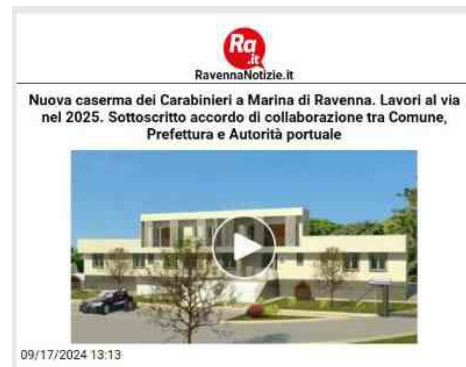 Ra
.it
RavennaNotizie.it
Nuova caserma dei Carabinieri a Marina di Ravenna. Lavori al via
nel 2025. Sottoscritto accordo di collaborazione tra Comune,
Prefettura e Autorità portuale
09/17/2024 13:13